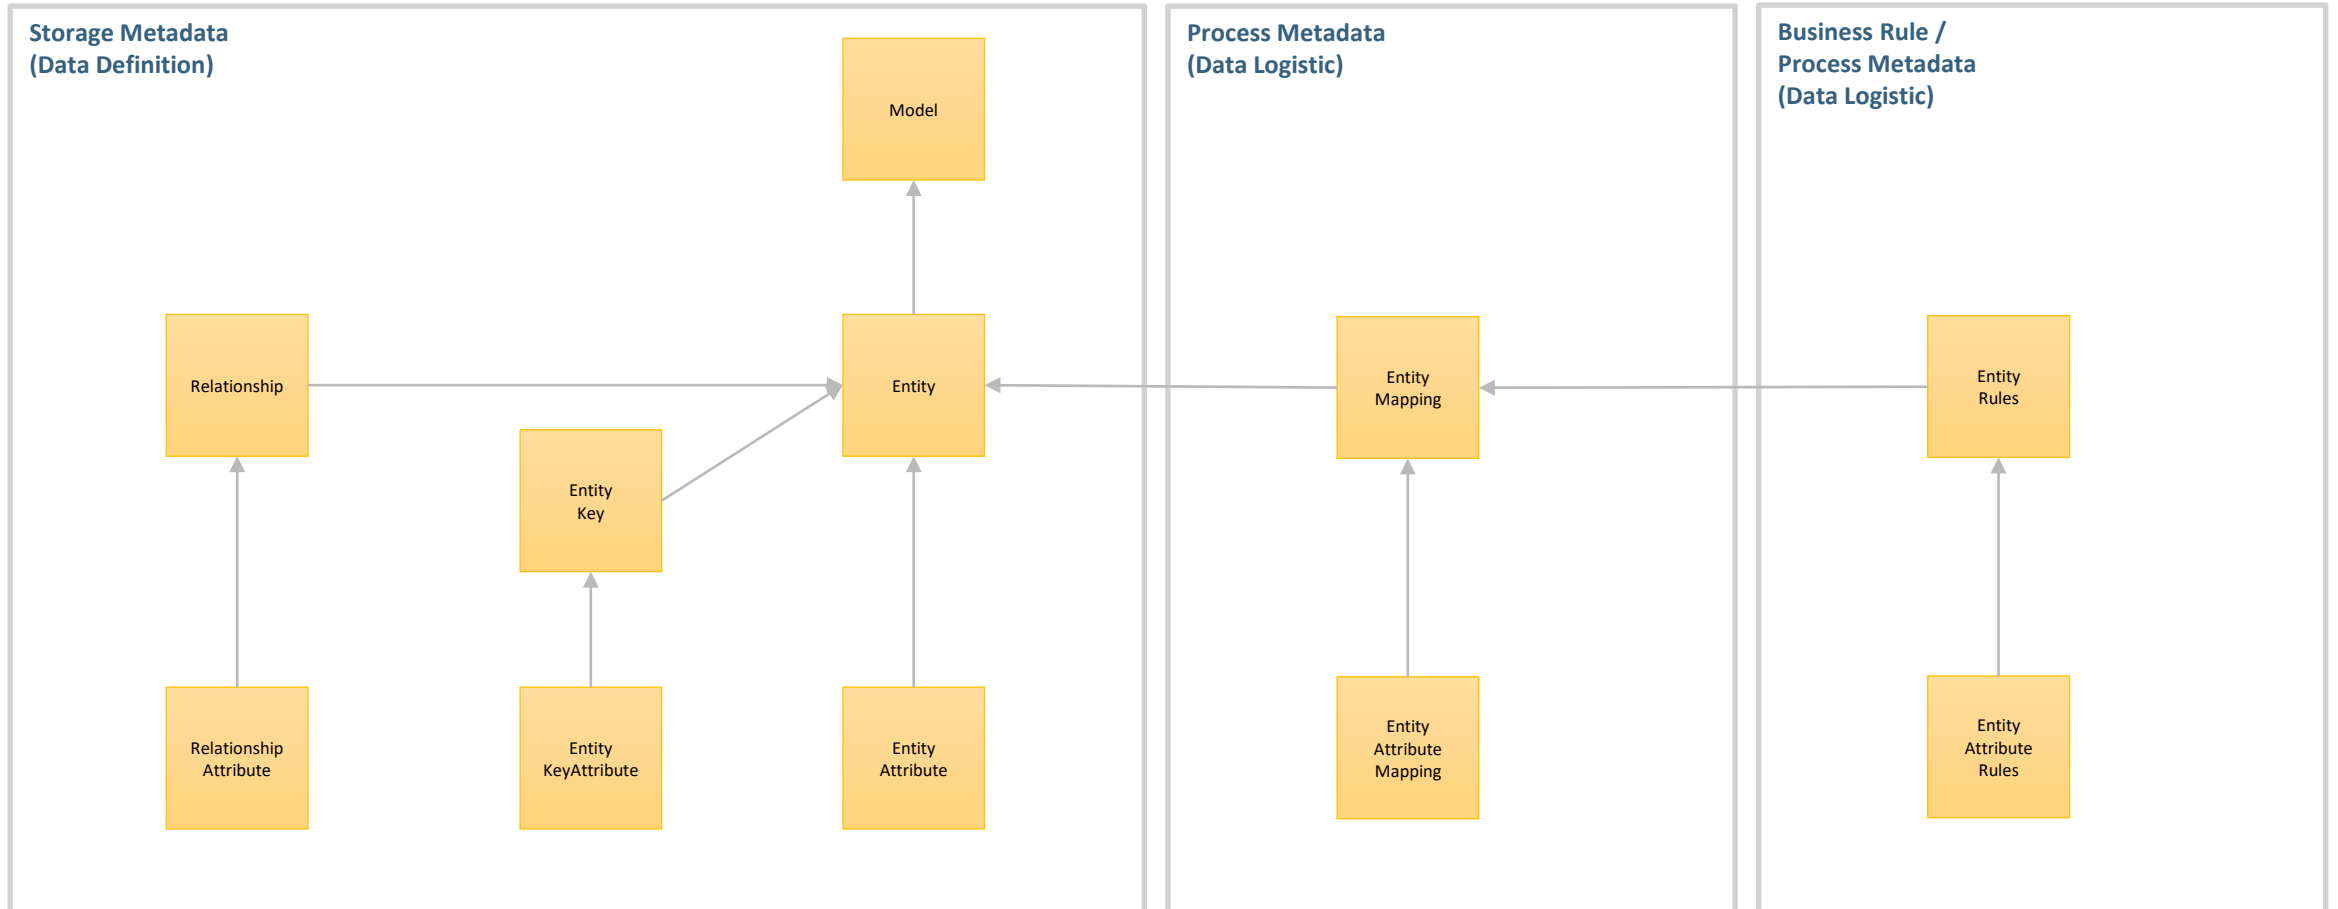 Storage Metadata
(Data Definition)
Model
Relationship
Entity
Entity
Key
Relationship
Attribute
Entity
KeyAttribute
Entity
Attribute
Process Metadata
(Data Logistic)
Entity
Mapping
Entity
Attribute
Mapping
Business Rule /
Process Metadata
(Data Logistic)
Entity
Rules
Entity
Attribute
Rules